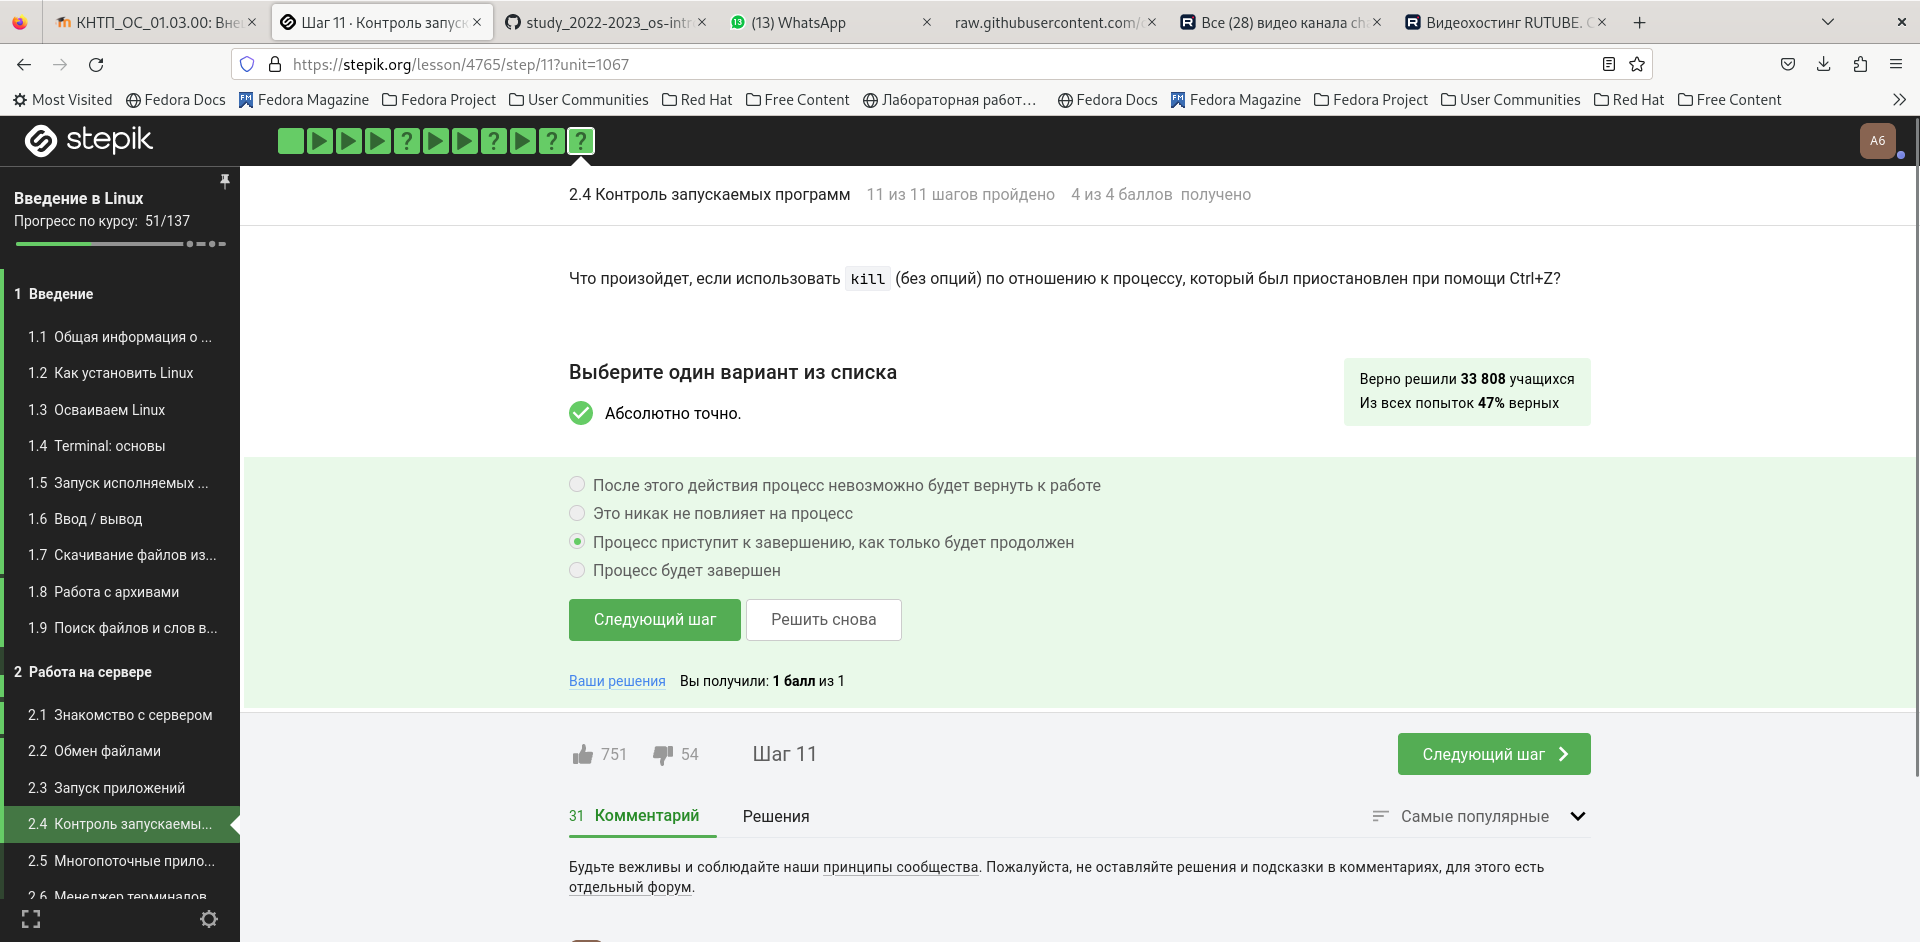 КНТП_ОС_01.03.00: Вне
Шаг 11 · Контроль запуск
study_2022-2023_os-intr
(13) WhatsApp
raw.githubusercontent.com/
Все (28) видео канала
Видеохостинг RUTUBE.
https://stepik.org/lesson/4765/step/11?unit=1067
Most Visited
Fedora Docs
Fedora Magazine
Fedora Project
User Communities
Red Hat
Free Content
Лабораторная работ…
Fedora Docs
Fedora Magazine
Fedora Project
User Communities
Red Hat
Free Content
stepik
A6
Введение в Linux
Прогресс по курсу: 51/137
1 Введение
1.1 Общая информация о ...
1.2 Как установить Linux
1.3 Осваиваем Linux
1.4 Terminal: основы
1.5 Запуск исполняемых ...
1.6 Ввод / вывод
1.7 Скачивание файлов из...
1.8 Работа с архивами
1.9 Поиск файлов и слов в...
2 Работа на сервере
2.1 Знакомство с сервером
2.2 Обмен файлами
2.3 Запуск приложений
2.4 Контроль запускаемы...
2.5 Многопоточные прило...
2.6 Менеджер терминалов
2.4 Контроль запускаемых программ 11 из 11 шагов пройдено 4 из 4 баллов получено
Что произойдет, если использовать kill (без опций) по отношению к процессу, который был приостановлен при помощи Ctrl+Z?
Выберите один вариант из списка
Абсолютно точно.
Верно решили 33 808 учащихся
Из всех попыток 47% верных
После этого действия процесс невозможно будет вернуть к работе
Это никак не повлияет на процесс
Процесс приступит к завершению, как только будет продолжен
Процесс будет завершен
Следующий шаг
Решить снова
Ваши решения Вы получили: 1 балл из 1
751 54 Шаг 11
Следующий шаг
31 Комментарий
Решения
Самые популярные
Будьте вежливы и соблюдайте наши принципы сообщества. Пожалуйста, не оставляйте решения и подсказки в комментариях, для этого есть
отдельный форум.